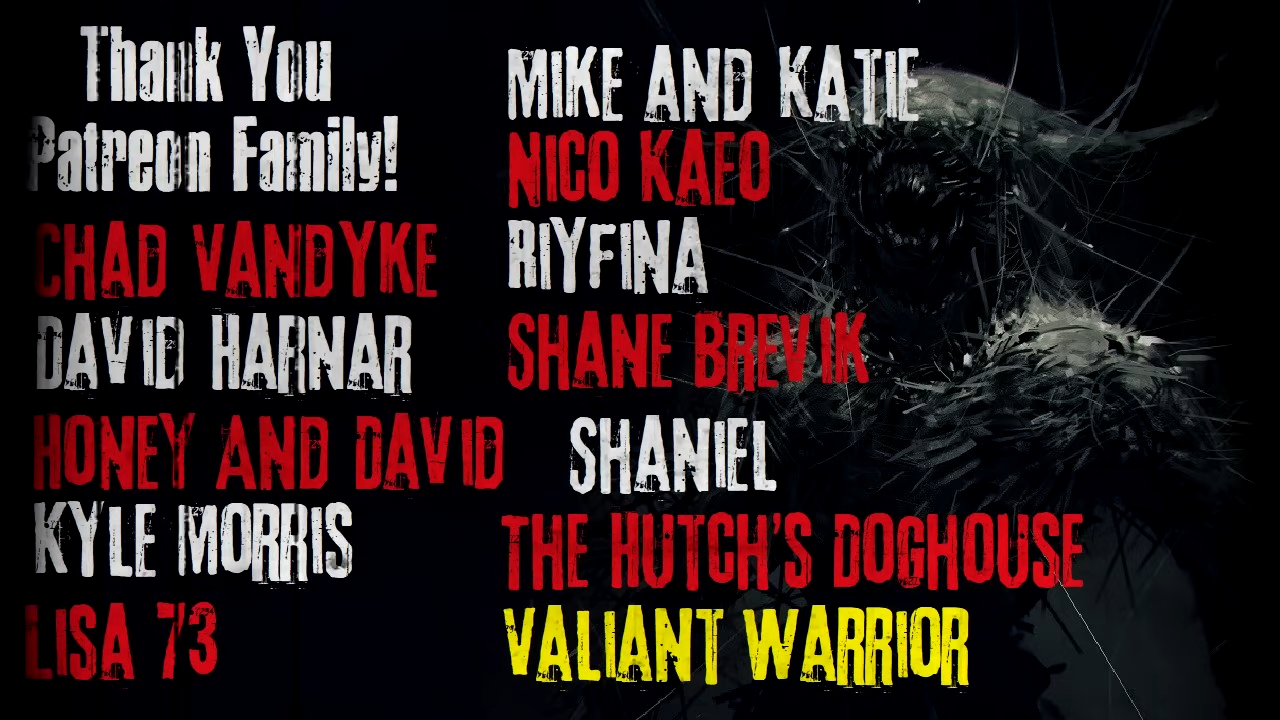 Thank You
Patreon Family!
CHAD VANDYKE
DAVID HARNAR
HONEY AND DAVID
KYLE MORRIS
LISA 73
MIKE AND KATIE
NICO KAEO
RIYFINA
SHANE BREVIK
SHANIEL
THE HUTCH'S DOGHOUSE
VALIANT WARRIOR